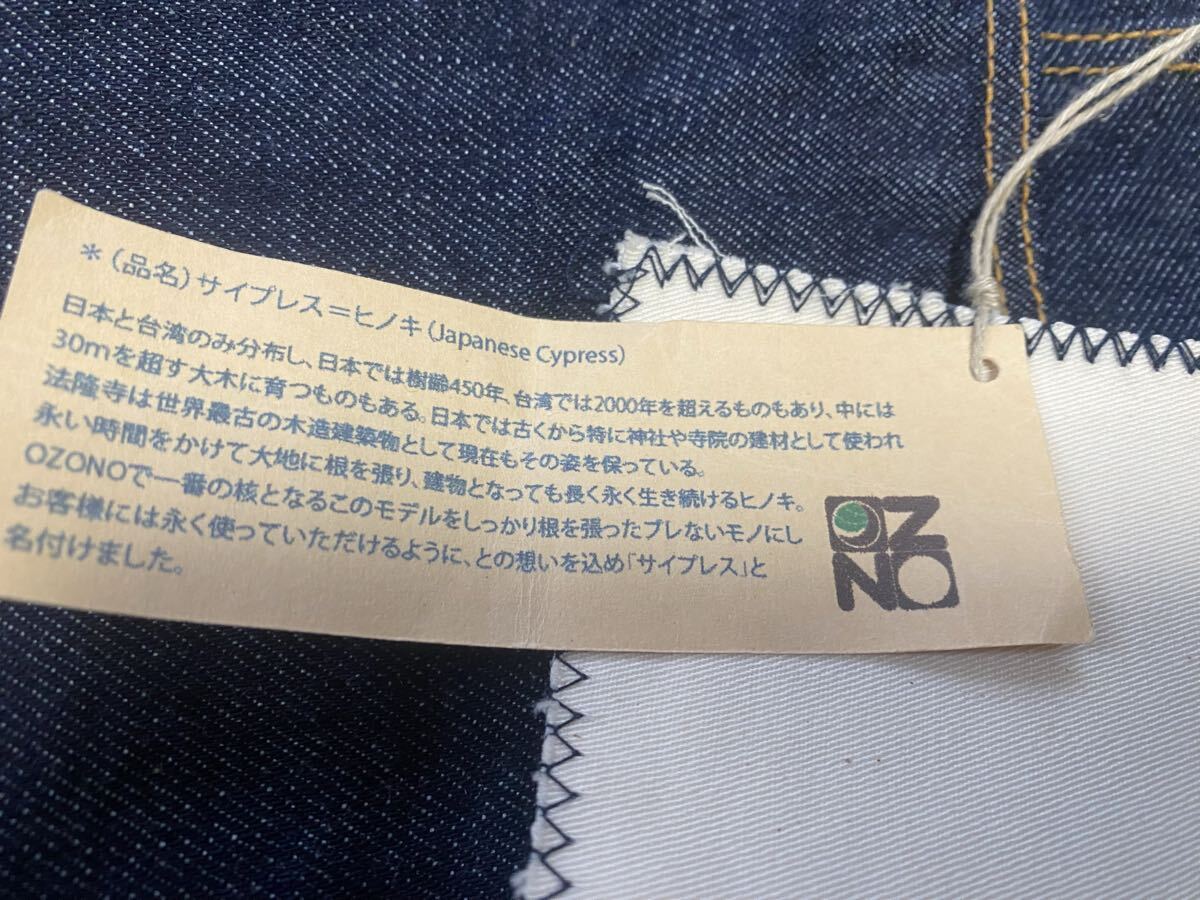 ＊（品名）サイプレス＝ヒノキ（Japanese Cypress）
日本と台湾のみ分布し、日本では樹齢450年、台湾では2000年を超えるものもあり、中には
30mを超す大木に育つものもある。日本では古くから特に神社や寺院の建材として使われ
法隆寺は世界最古の木造建築物として現在もその姿を保っている。
永い時間をかけて大地に根を張り、建物となっても長く永く生き続けるヒノキ。
OZONOで一番の核となるこのモデルをしっかり根を張ったブレないモノにし
お客様には永く使っていただけるように、との想いを込め「サイプレス」と
名付けました。
OZ
NO